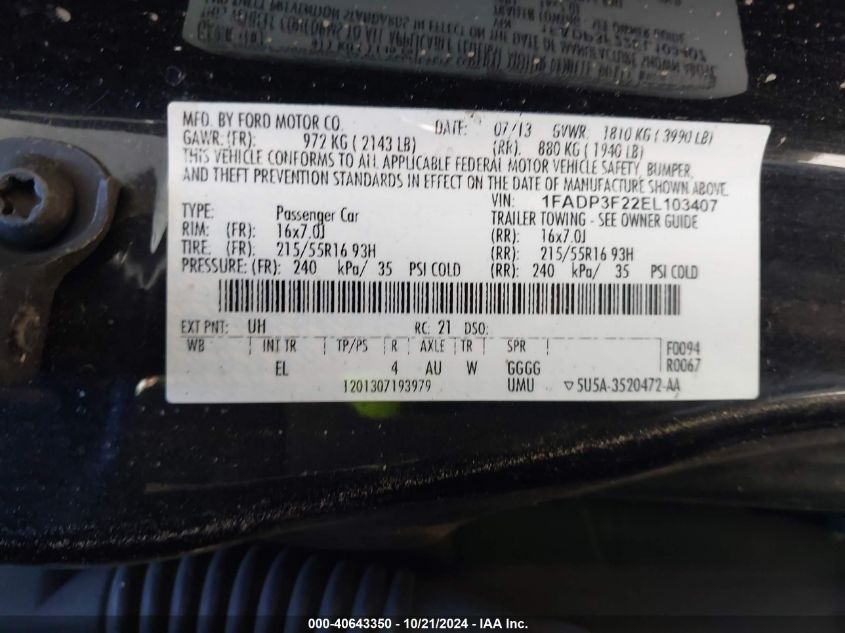 MFD. BY FORD MOTOR CO. DATE: 07/13 GVWR: 1810 KG ( 3990 LB)
GAWR: (FR): 972 KG ( 2143 LB) (RR): 880 KG ( 1940 LB)
THIS VEHICLE CONFORMS TO ALL APPLICABLE FEDERAL MOTOR VEHICLE SAFETY, BUMPER,
AND THEFT PREVENTION STANDARDS IN EFFECT ON THE DATE OF MANUFACTURE SHOWN ABOVE.
VIN: 1FADP3F22EL103407
TYPE: Passenger Car TRAILER TOWING - SEE OWNER GUIDE
RIM: (FR): 16x7.0J (RR): 16x7.0J
TIRE: (FR): 215/55R16 93H (RR): 215/55R16 93H
PRESSURE: (FR): 240 kPa/ 35 PSI COLD (RR): 240 kPa/ 35 PSI COLD
EXT PNT: UH RC: 21 DSO:
WB INT TR TP/PS R AXLE TR SPR F0094
EL 4 AU W GGGG R0067
1201307193979 UMU ▽5U5A-3520472-AA
000-40643350 - 10/21/2024 - IAA Inc.